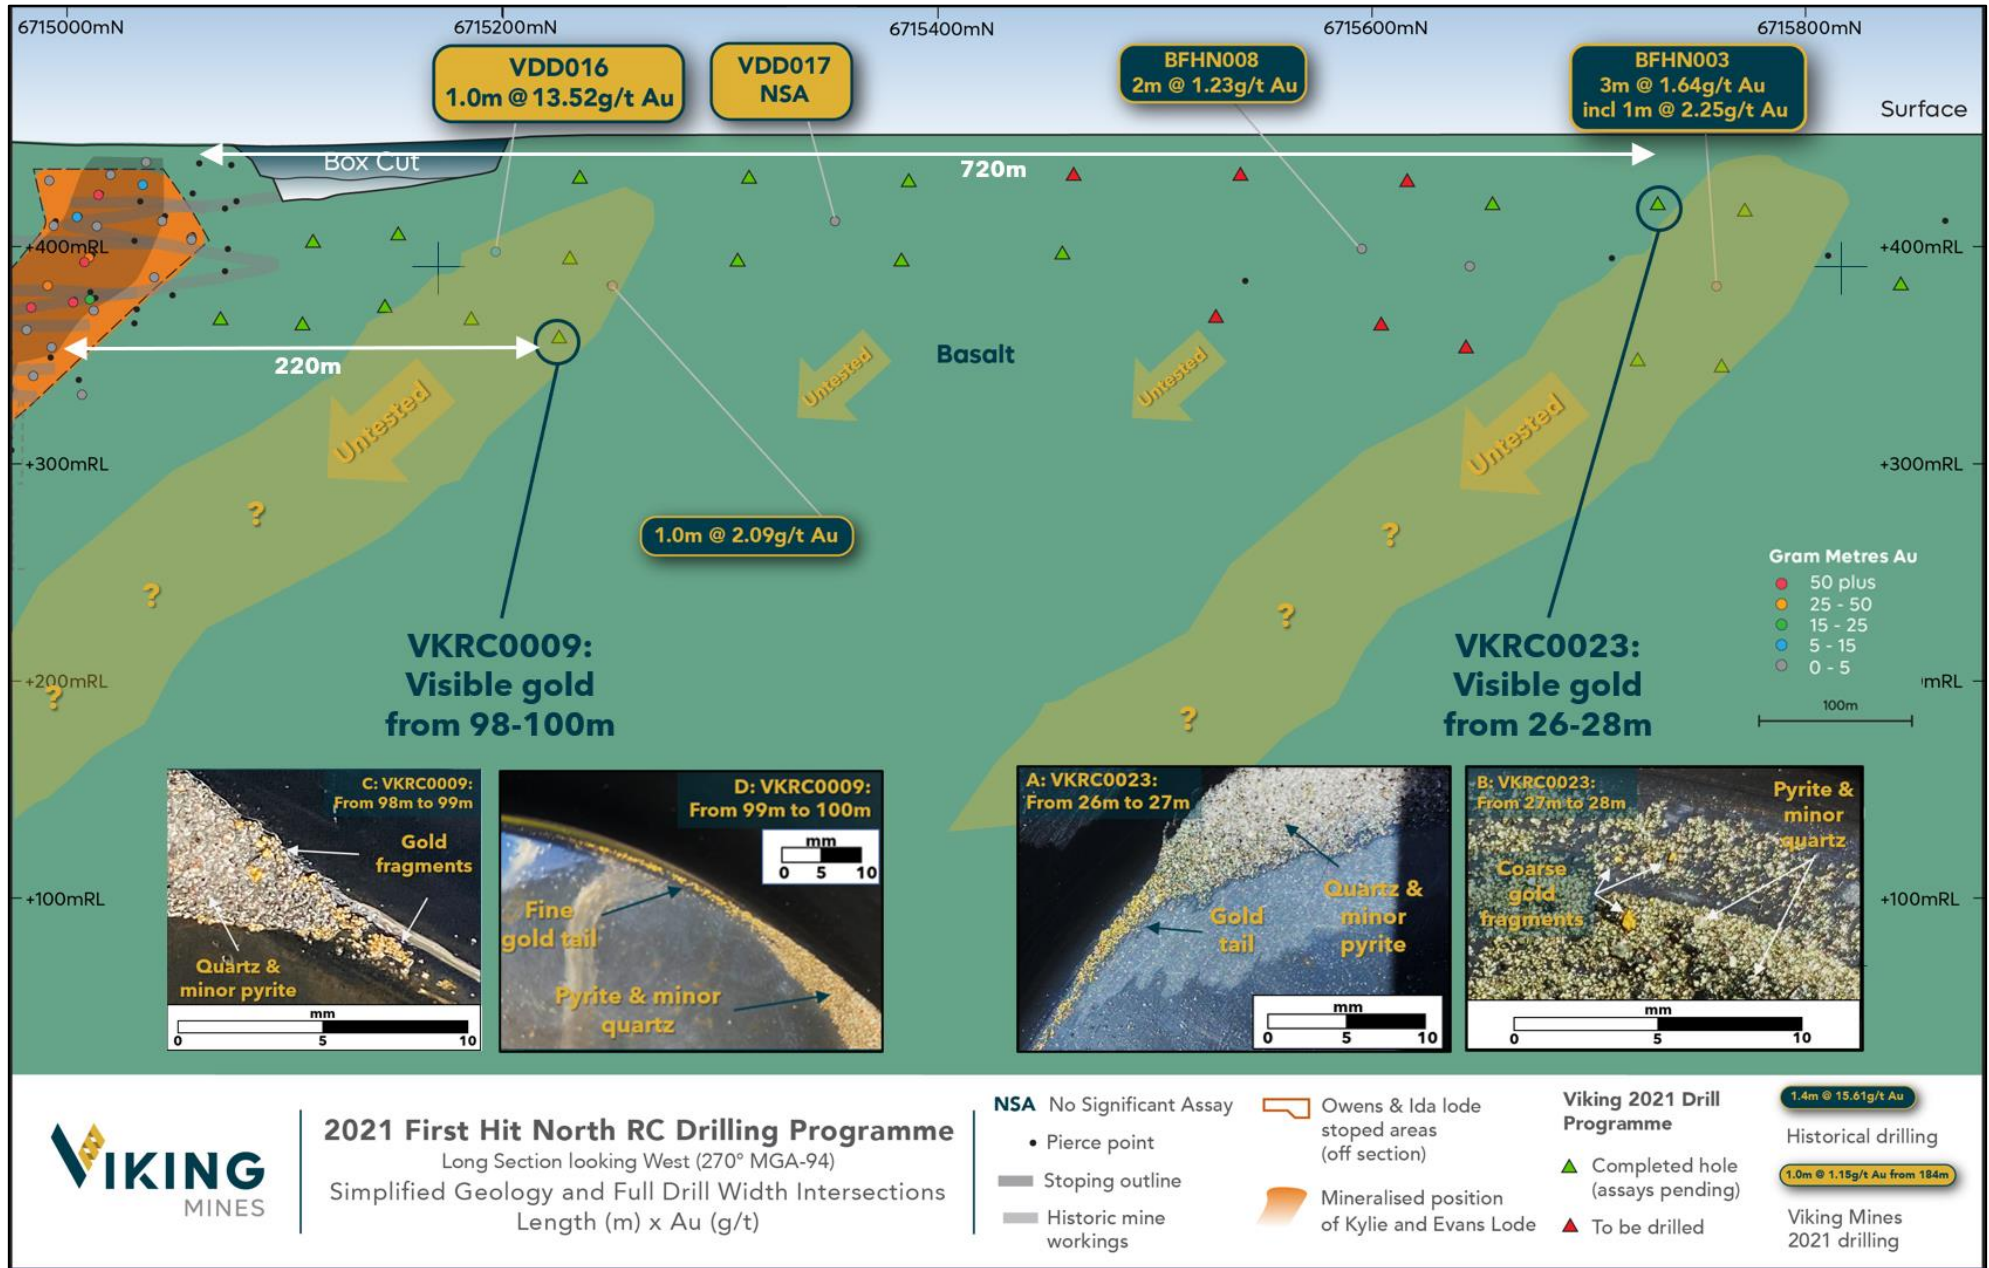 6715000mN
6715200mN
6715400mN
6715600mN
6715800mN
VDD016
1.0m @ 13.52g/t Au
VDD017
NSA
BFHN008
2m @ 1.23g/t Au
BFHN003
3m @ 1.64g/t Au
incl 1m @ 2.25g/t Au
Surface
Box Cut
720m
+400mRL
+400mRL
220m
Basalt
Untested
Untested
Untested
Untested
+300mRL
+300mRL
?
?
?
?
?
?
1.0m @ 2.09g/t Au
Gram Metres Au
50 plus
25 - 50
15 - 25
5 - 15
0 - 5
+200mRL
mRL
100m
VKRC0009:
Visible gold
from 98-100m
VKRC0023:
Visible gold
from 26-28m
C: VKRC0009:
From 98m to 99m
Gold
fragments
Quartz &
minor pyrite
mm
0 5 10
D: VKRC0009:
From 99m to 100m
mm
0 5 10
Fine
gold tail
Pyrite & minor
quartz
A: VKRC0023:
From 26m to 27m
Gold
tail
Quartz &
minor
pyrite
mm
0 5 10
B: VKRC0023:
From 27m to 28m
Pyrite &
minor
quartz
Coarse
gold
fragments
mm
0 5 10
+100mRL
+100mRL
VIKING
MINES
2021 First Hit North RC Drilling Programme
Long Section looking West (270° MGA-94)
Simplified Geology and Full Drill Width Intersections
Length (m) x Au (g/t)
NSA No Significant Assay
Pierce point
Stoping outline
Historic mine
workings
Owens & Ida lode
stoped areas
(off section)
Mineralised position
of Kylie and Evans Lode
Viking 2021 Drill
Programme
Completed hole
(assays pending)
To be drilled
1.4m @ 15.61g/t Au
Historical drilling
1.0m @ 1.15g/t Au from 184m
Viking Mines
2021 drilling